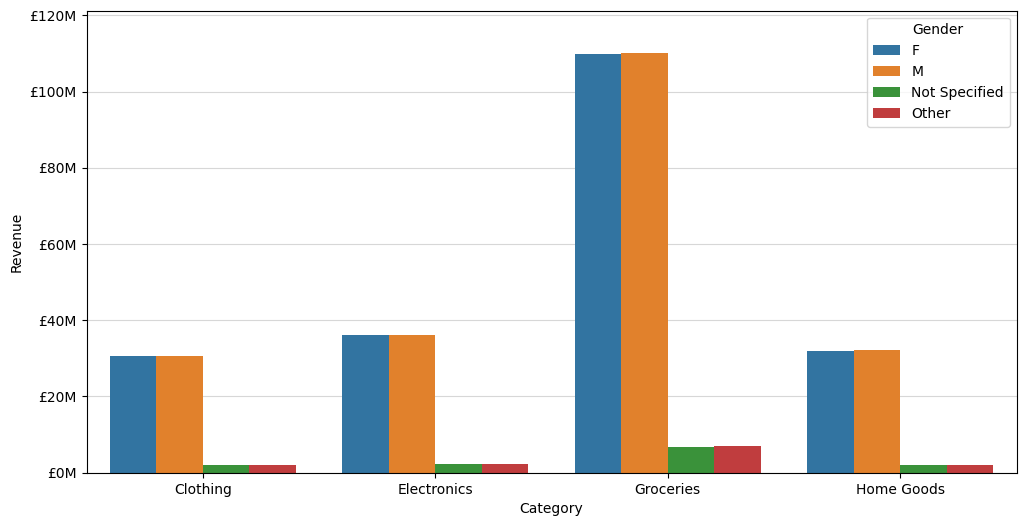 £120M
£100M
£80M
£60M
£40M
£20M
£0M
Revenue
Gender
F
M
Not Specified
Other
Clothing
Electronics
Groceries
Home Goods
Category